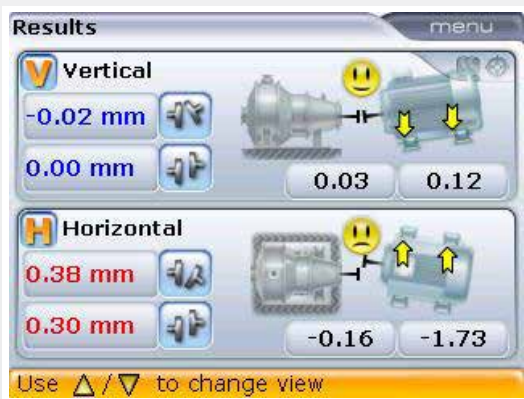 Results menu
V Vertical
-0.02 mm
0.00 mm 0.03 0.12
H Horizontal
0.38 mm
0.30 mm -0.16 -1.73
Use △/▽ to change view